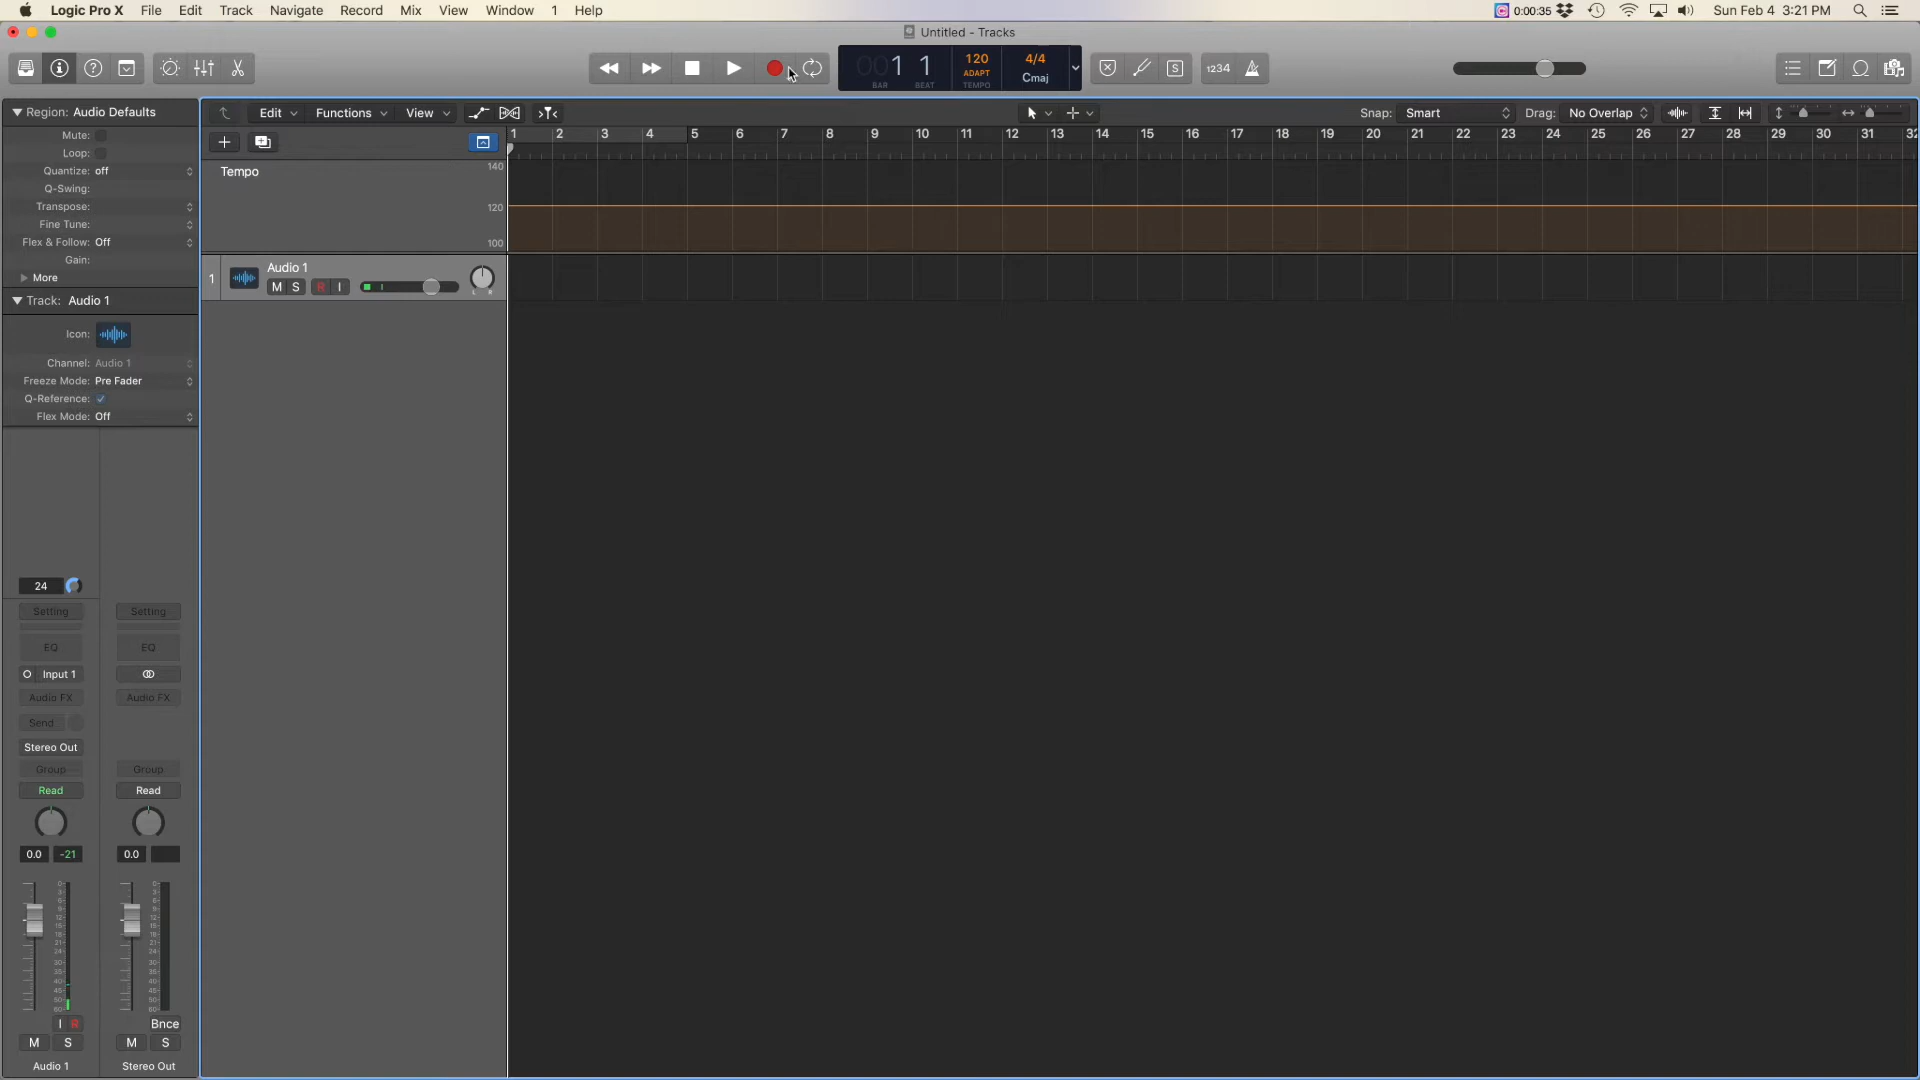 Logic Pro X File Edit Track Navigate Record Mix View Window 1 Help 0:00:35 Sun Feb 4 3:21 PM
Untitled - Tracks
001 1 120 ADAPT 4/4 Cmaj 1234
BAR BEAT TEMPO
Region: Audio Defaults
Mute:
Loop:
Quantize: off
Q-Swing:
Transpose:
Fine Tune:
Flex & Follow: Off
Gain:
More
Track: Audio 1
Icon:
Channel: Audio 1
Freeze Mode: Pre Fader
Q-Reference:
Flex Mode: Off
Edit Functions View Snap: Smart Drag: No Overlap
1 2 3 4 5 6 7 8 9 10 11 12 13 14 15 16 17 18 19 20 21 22 23 24 25 26 27 28 29 30 31 32
Tempo 140
120
100
1 Audio 1
M S R I L R
24
Setting Setting
EQ EQ
Input 1
Audio FX Audio FX
Send
Stereo Out
Group Group
Read Read
0.0 -21 0.0
I R Bnce
M S M S
Audio 1 Stereo Out